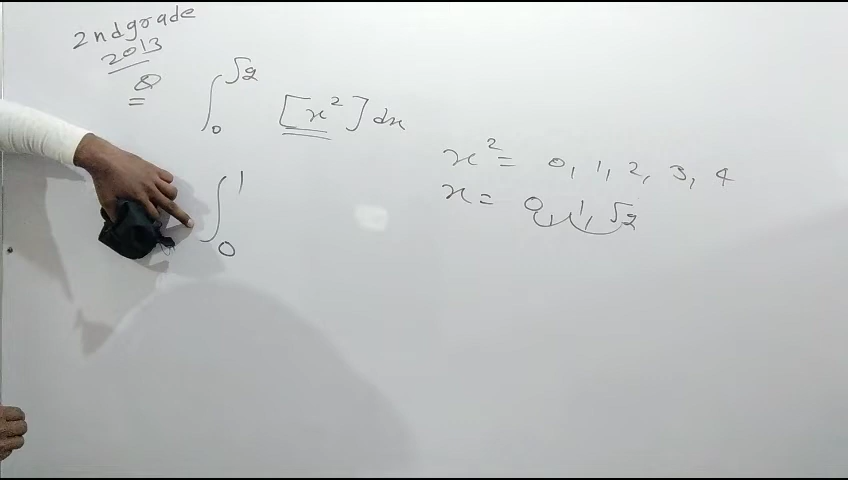 2nd grade
2013
Q
∫₀^√2 [x²] dx
x² = 0, 1, 2, 3, 4
x = 0, 1, √2
∫₀^1